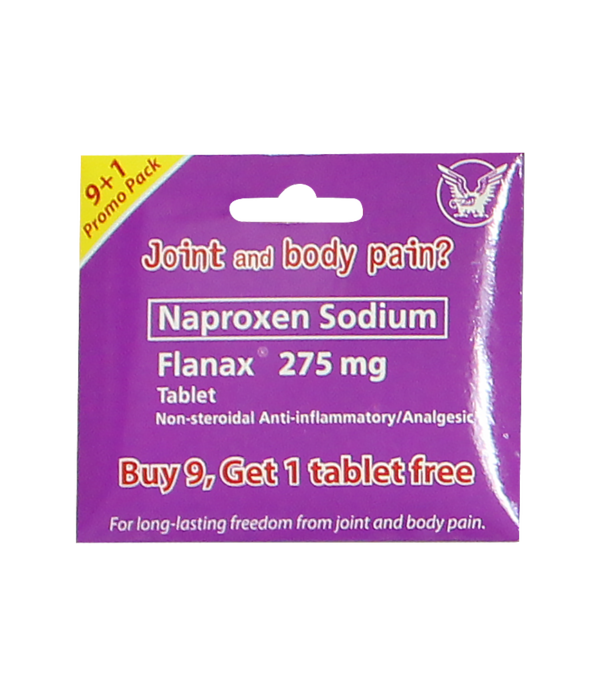 9+1
Promo Pack
Joint and body pain?
Naproxen Sodium
Flanax® 275 mg
Tablet
Non-steroidal Anti-inflammatory/Analgesic
Buy 9, Get 1 tablet free
For long-lasting freedom from joint and body pain.